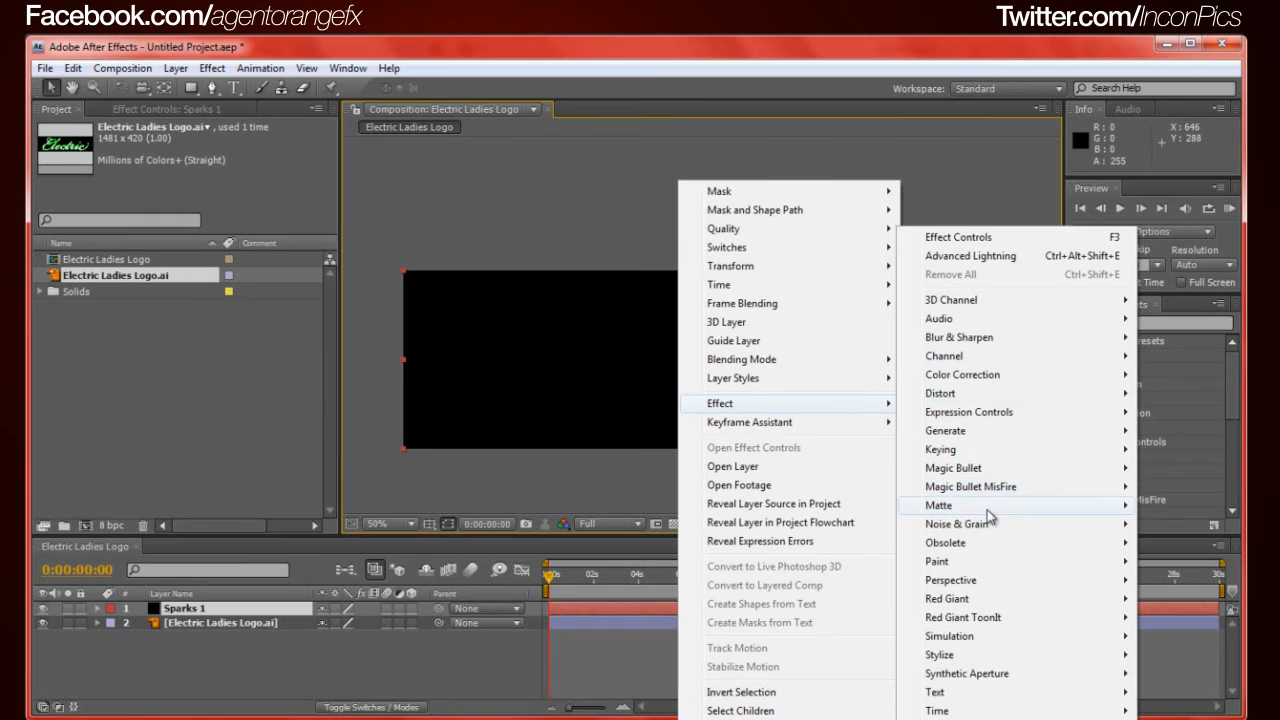 Facebook.com/agentorangefx
Twitter.com/InconPics
Adobe After Effects - Untitled Project.aep *
File Edit Composition Layer Effect Animation View Window Help
Workspace: Standard
Search Help
Project
Effect Controls: Sparks 1
Composition: Electric Ladies Logo
Info
Audio
Electric Ladies Logo
Electric
Electric Ladies Logo.ai▾, used 1 time
1481 x 420 (1.00)
Millions of Colors+ (Straight)
R: 0
G: 0
B: 0
A: 255
X: 646
Y: 288
Preview
Options
Resolution
Auto
Full Screen
Name
Comment
Electric Ladies Logo
Electric Ladies Logo.ai
Solids
8 bpc
50%
0:00:00:00
Full
Mask
Mask and Shape Path
Quality
Switches
Transform
Time
Frame Blending
3D Layer
Guide Layer
Blending Mode
Layer Styles
Effect
Keyframe Assistant
Open Effect Controls
Open Layer
Open Footage
Reveal Layer Source in Project
Reveal Layer in Project Flowchart
Reveal Expression Errors
Convert to Live Photoshop 3D
Convert to Layered Comp
Create Shapes from Text
Create Masks from Text
Track Motion
Stabilize Motion
Invert Selection
Select Children
Effect Controls F3
Advanced Lightning Ctrl+Alt+Shift+E
Remove All Ctrl+Shift+E
3D Channel
Audio
Blur & Sharpen
Channel
Color Correction
Distort
Expression Controls
Generate
Keying
Magic Bullet
Magic Bullet MisFire
Matte
Noise & Grain
Obsolete
Paint
Perspective
Red Giant
Red Giant ToonIt
Simulation
Stylize
Synthetic Aperture
Text
Time
Electric Ladies Logo
0:00:00:00
02s
04s
28s
30s
# Layer Name
Parent
1 Sparks 1 None
2 [Electric Ladies Logo.ai] None
Toggle Switches / Modes